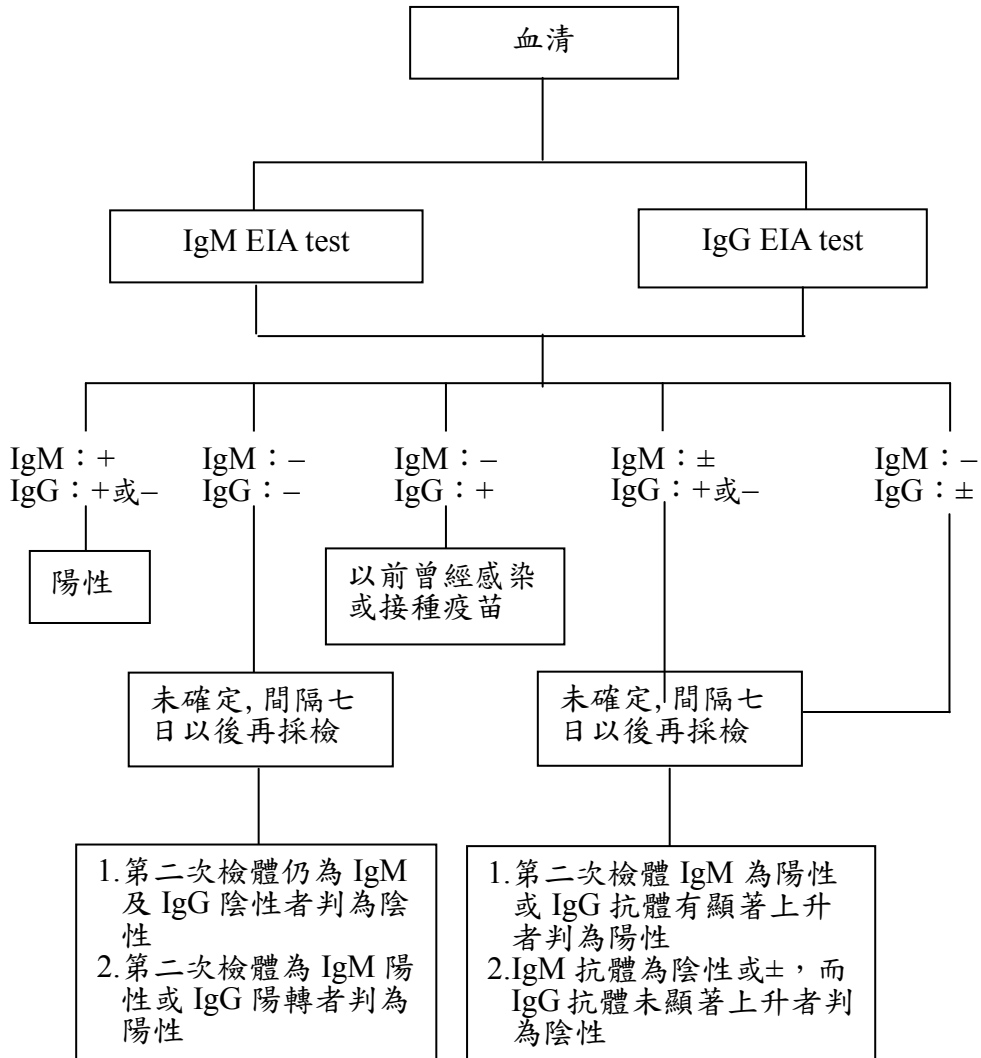 血清
IgM EIA test
IgG EIA test
IgM：+
IgG：+或–
IgM：–
IgG：–
IgM：–
IgG：+
IgM：±
IgG：+或–
IgM：–
IgG：±
陽性
以前曾經感染
或接種疫苗
未確定, 間隔七
日以後再採檢
未確定, 間隔七
日以後再採檢
1.第二次檢體仍為 IgM
及 IgG 陰性者判為陰
性
2.第二次檢體為 IgM 陽
性或 IgG 陽轉者判為
陽性
1.第二次檢體 IgM 為陽性
或 IgG 抗體有顯著上升
者判為陽性
2.IgM 抗體為陰性或±，而
IgG 抗體未顯著上升者判
為陰性